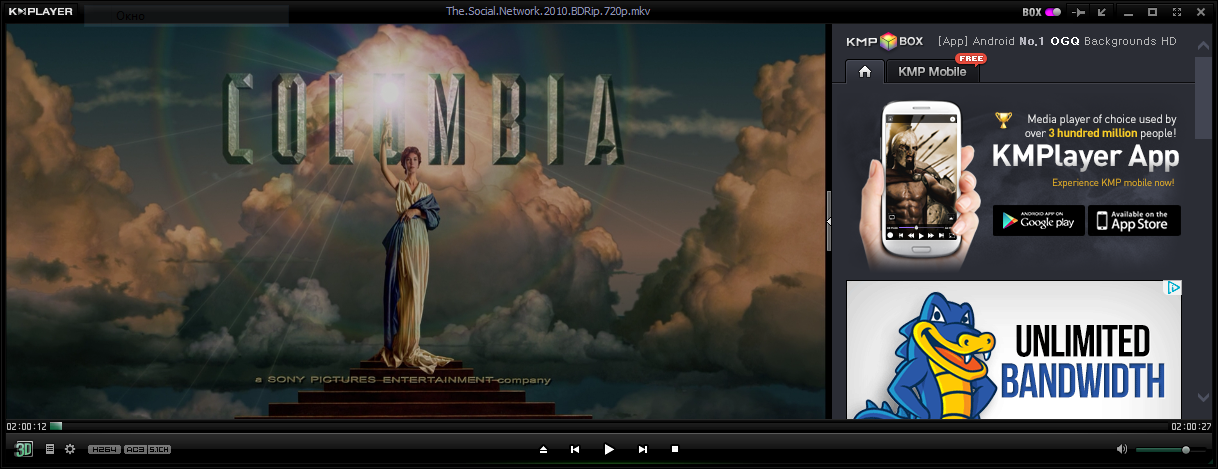 KMPLAYER
Окно
The.Social.Network.2010.BDRip.720p.mkv
BOX
COLUMBIA
a SONY PICTURES ENTERTAINMENT company
KMP BOX
[App] Android No.1 OGQ Backgrounds HD
FREE
KMP Mobile
Media player of choice used by
over 3 hundred million people!
KMPlayer App
Experience KMP mobile now!
ANDROID APP ON
Google play
Available on the
App Store
UNLIMITED
BANDWIDTH
02:00:12
02:00:27
3D
H264
AC3
5.1CH